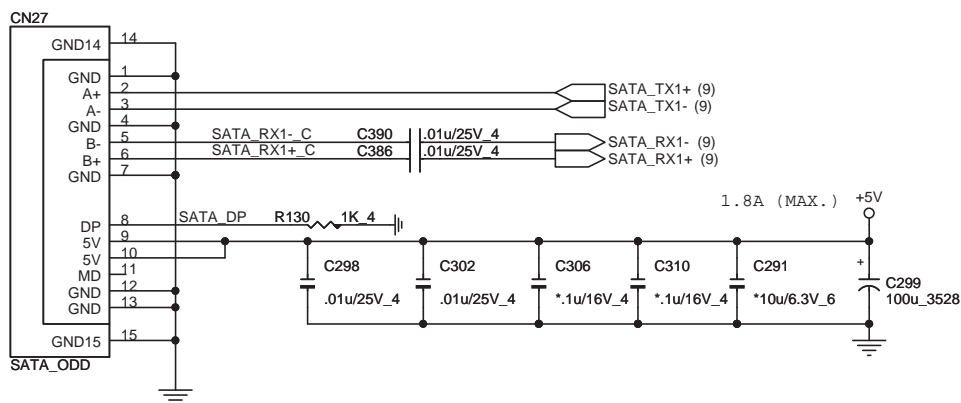 CN27
GND14 14
GND 1
A+ 2
A- 3
GND 4
B- 5
B+ 6
GND 7
DP 8
5V 9
5V 10
MD 11
GND 12
GND 13
GND15 15
SATA_ODD
SATA_TX1+ (9)
SATA_TX1- (9)
SATA_RX1-_C C390 .01u/25V_4 SATA_RX1- (9)
SATA_RX1+_C C386 .01u/25V_4 SATA_RX1+ (9)
SATA_DP R130 1K_4
1.8A (MAX.) +5V
C298
.01u/25V_4
C302
.01u/25V_4
C306
*.1u/16V_4
C310
*.1u/16V_4
C291
*10u/6.3V_6
+
C299
100u_3528